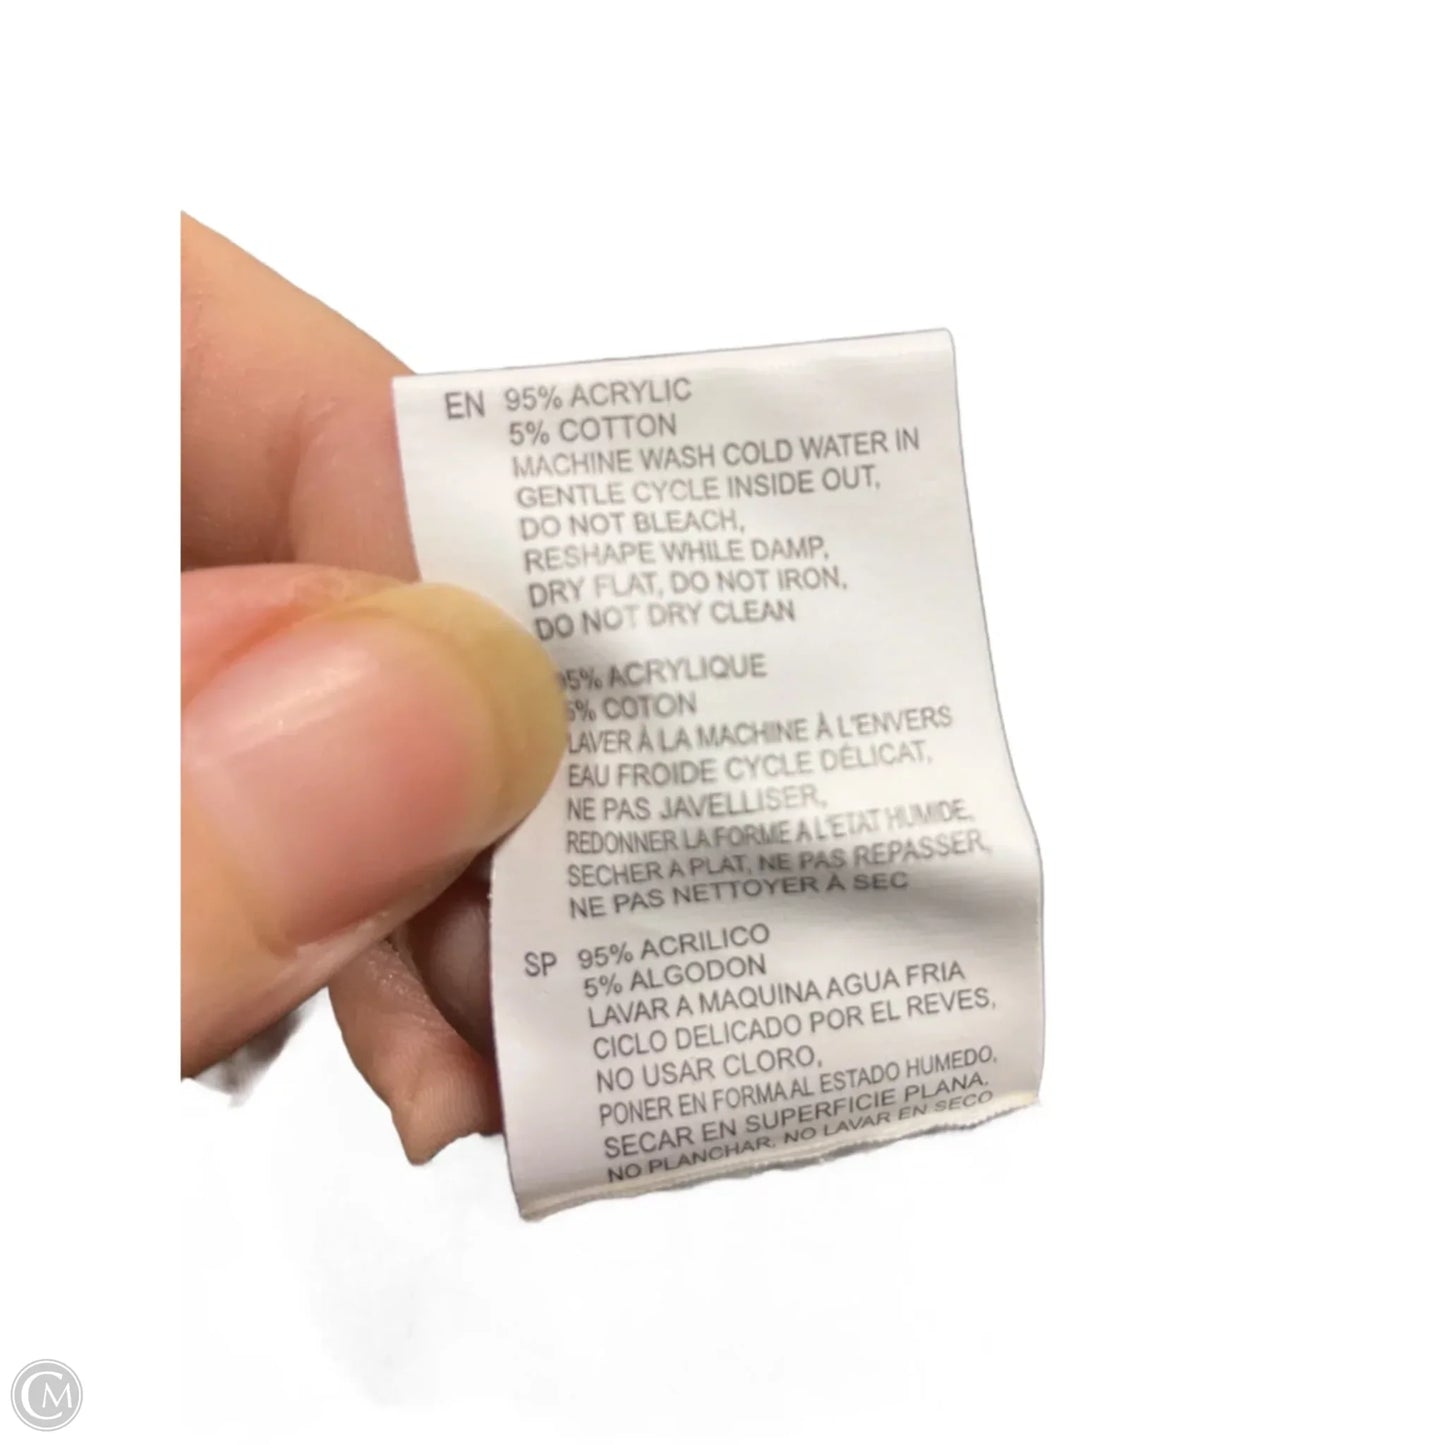 EN 95% ACRYLIC
5% COTTON
MACHINE WASH COLD WATER IN
GENTLE CYCLE INSIDE OUT,
DO NOT BLEACH,
RESHAPE WHILE DAMP,
DRY FLAT, DO NOT IRON,
DO NOT DRY CLEAN
5% ACRYLIQUE
% COTON
LAVER À LA MACHINE À L'ENVERS
EAU FROIDE CYCLE DÉLICAT,
NE PAS JAVELLISER,
REDONNER LA FORME A L'ETAT HUMIDE,
SECHER A PLAT, NE PAS REPASSER,
NE PAS NETTOYER À SEC
SP 95% ACRILICO
5% ALGODON
LAVAR A MAQUINA AGUA FRIA
CICLO DELICADO POR EL REVES,
NO USAR CLORO,
PONER EN FORMA AL ESTADO HUMEDO,
SECAR EN SUPERFICIE PLANA.
NO PLANCHAR, NO LAVAR EN SECO
CM